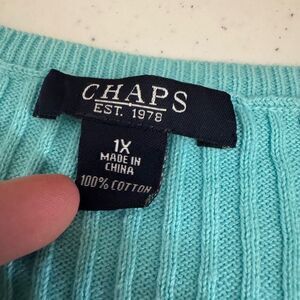 CHAPS
EST. 1978
1X
MADE IN
CHINA
100% COTTON